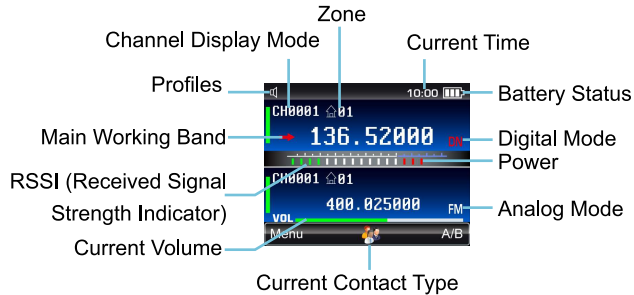 Zone
Channel Display Mode
Current Time
Profiles
10:00
Battery Status
CH0001 01
Main Working Band
136.52000
DN
Digital Mode
Power
RSSI (Received Signal
Strength Indicator)
CH0001 01
400.025000
FM
Analog Mode
VOL
Current Volume
Menu
A/B
Current Contact Type